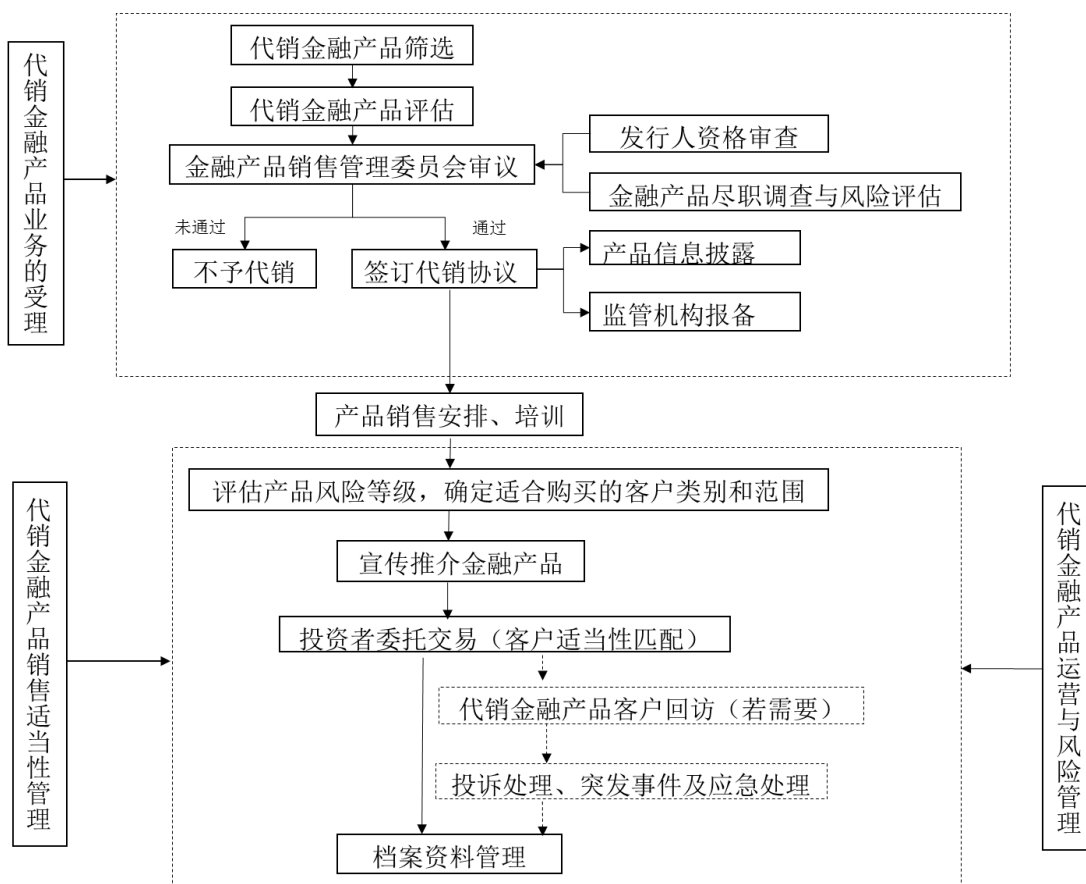 代销金融产品业务的受理
代销金融产品筛选
代销金融产品评估
金融产品销售管理委员会审议
发行人资格审查
金融产品尽职调查与风险评估
未通过
通过
不予代销
签订代销协议
产品信息披露
监管机构报备
产品销售安排、培训
代销金融产品销售适当性管理
评估产品风险等级，确定适合购买的客户类别和范围
宣传推介金融产品
投资者委托交易（客户适当性匹配）
代销金融产品客户回访（若需要）
投诉处理、突发事件及应急处理
档案资料管理
代销金融产品运营与风险管理